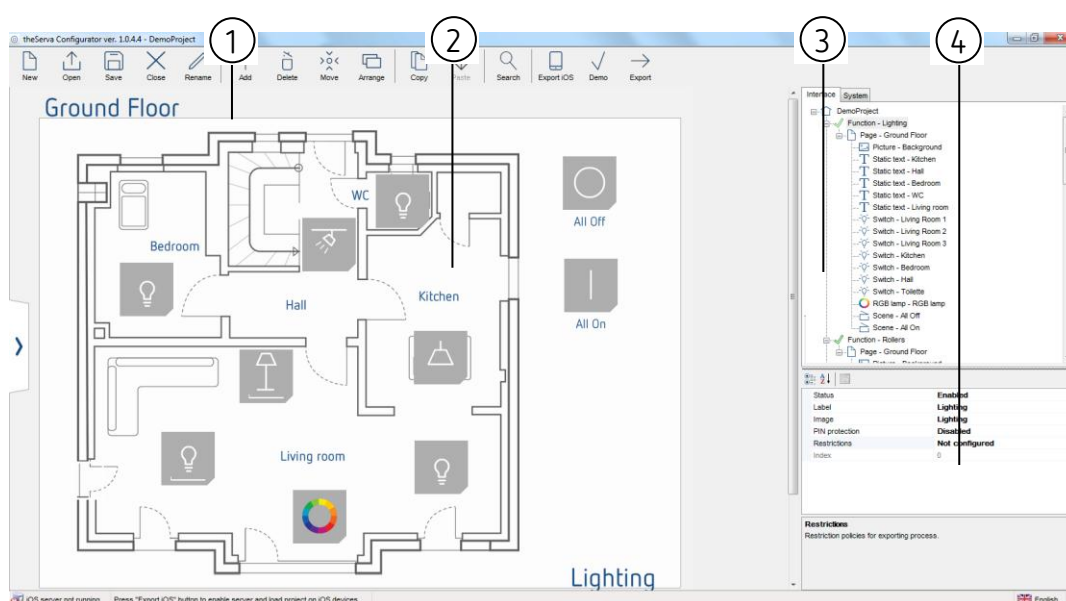 theServa Configurator ver. 1.0.4.4 - DemoProject
1
2
3
4
New Open Save Close Rename Add Delete Move Arrange Copy Paste Search Export iOS Demo Export
Ground Floor
WC
Bedroom
Hall
Kitchen
Living room
All Off
All On
Lighting
Interface System
DemoProject
Function - Lighting
Page - Ground Floor
Picture - Background
Static text - Kitchen
Static text - Hall
Static text - Bedroom
Static text - WC
Static text - Living room
Switch - Living Room 1
Switch - Living Room 2
Switch - Living Room 3
Switch - Kitchen
Switch - Bedroom
Switch - Hall
Switch - Toilette
RGB lamp - RGB lamp
Scene - All Off
Scene - All On
Function - Rollers
Page - Ground Floor
Picture - Background
Status Enabled
Label Lighting
Image Lighting
PIN protection Disabled
Restrictions Not configured
Index 0
Restrictions
Restriction policies for exporting process.
iOS server not running Press "Export iOS" button to enable server and load project on iOS devices. English